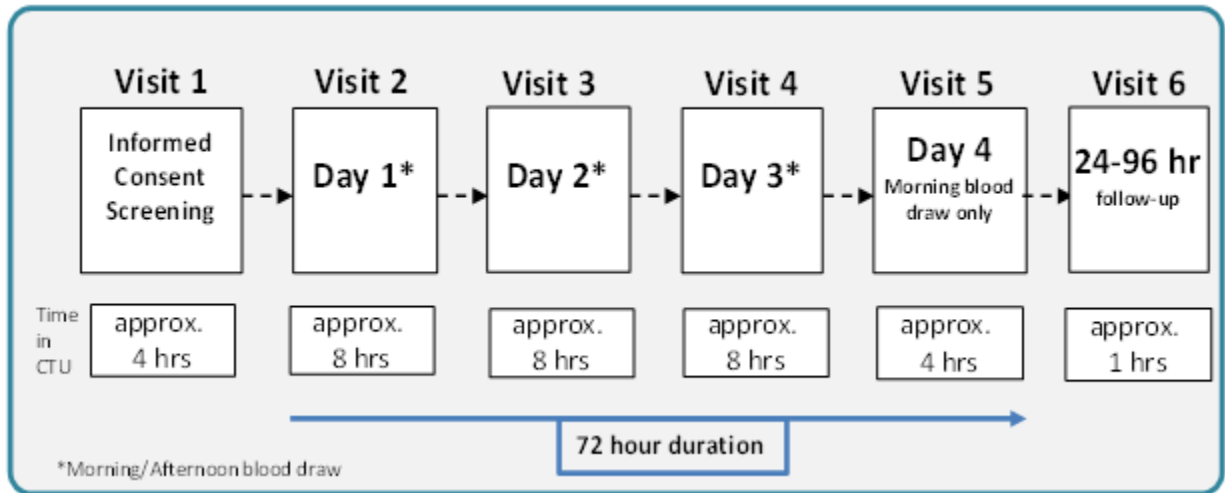 Visit 1
Visit 2
Visit 3
Visit 4
Visit 5
Visit 6
Informed
Consent
Screening
Day 1*
Day 2*
Day 3*
Day 4
Morning blood
draw only
24-96 hr
follow-up
Time
in
CTU
approx.
4 hrs
approx.
8 hrs
approx.
8 hrs
approx.
8 hrs
approx.
4 hrs
approx.
1 hrs
72 hour duration
*Morning/Afternoon blood draw